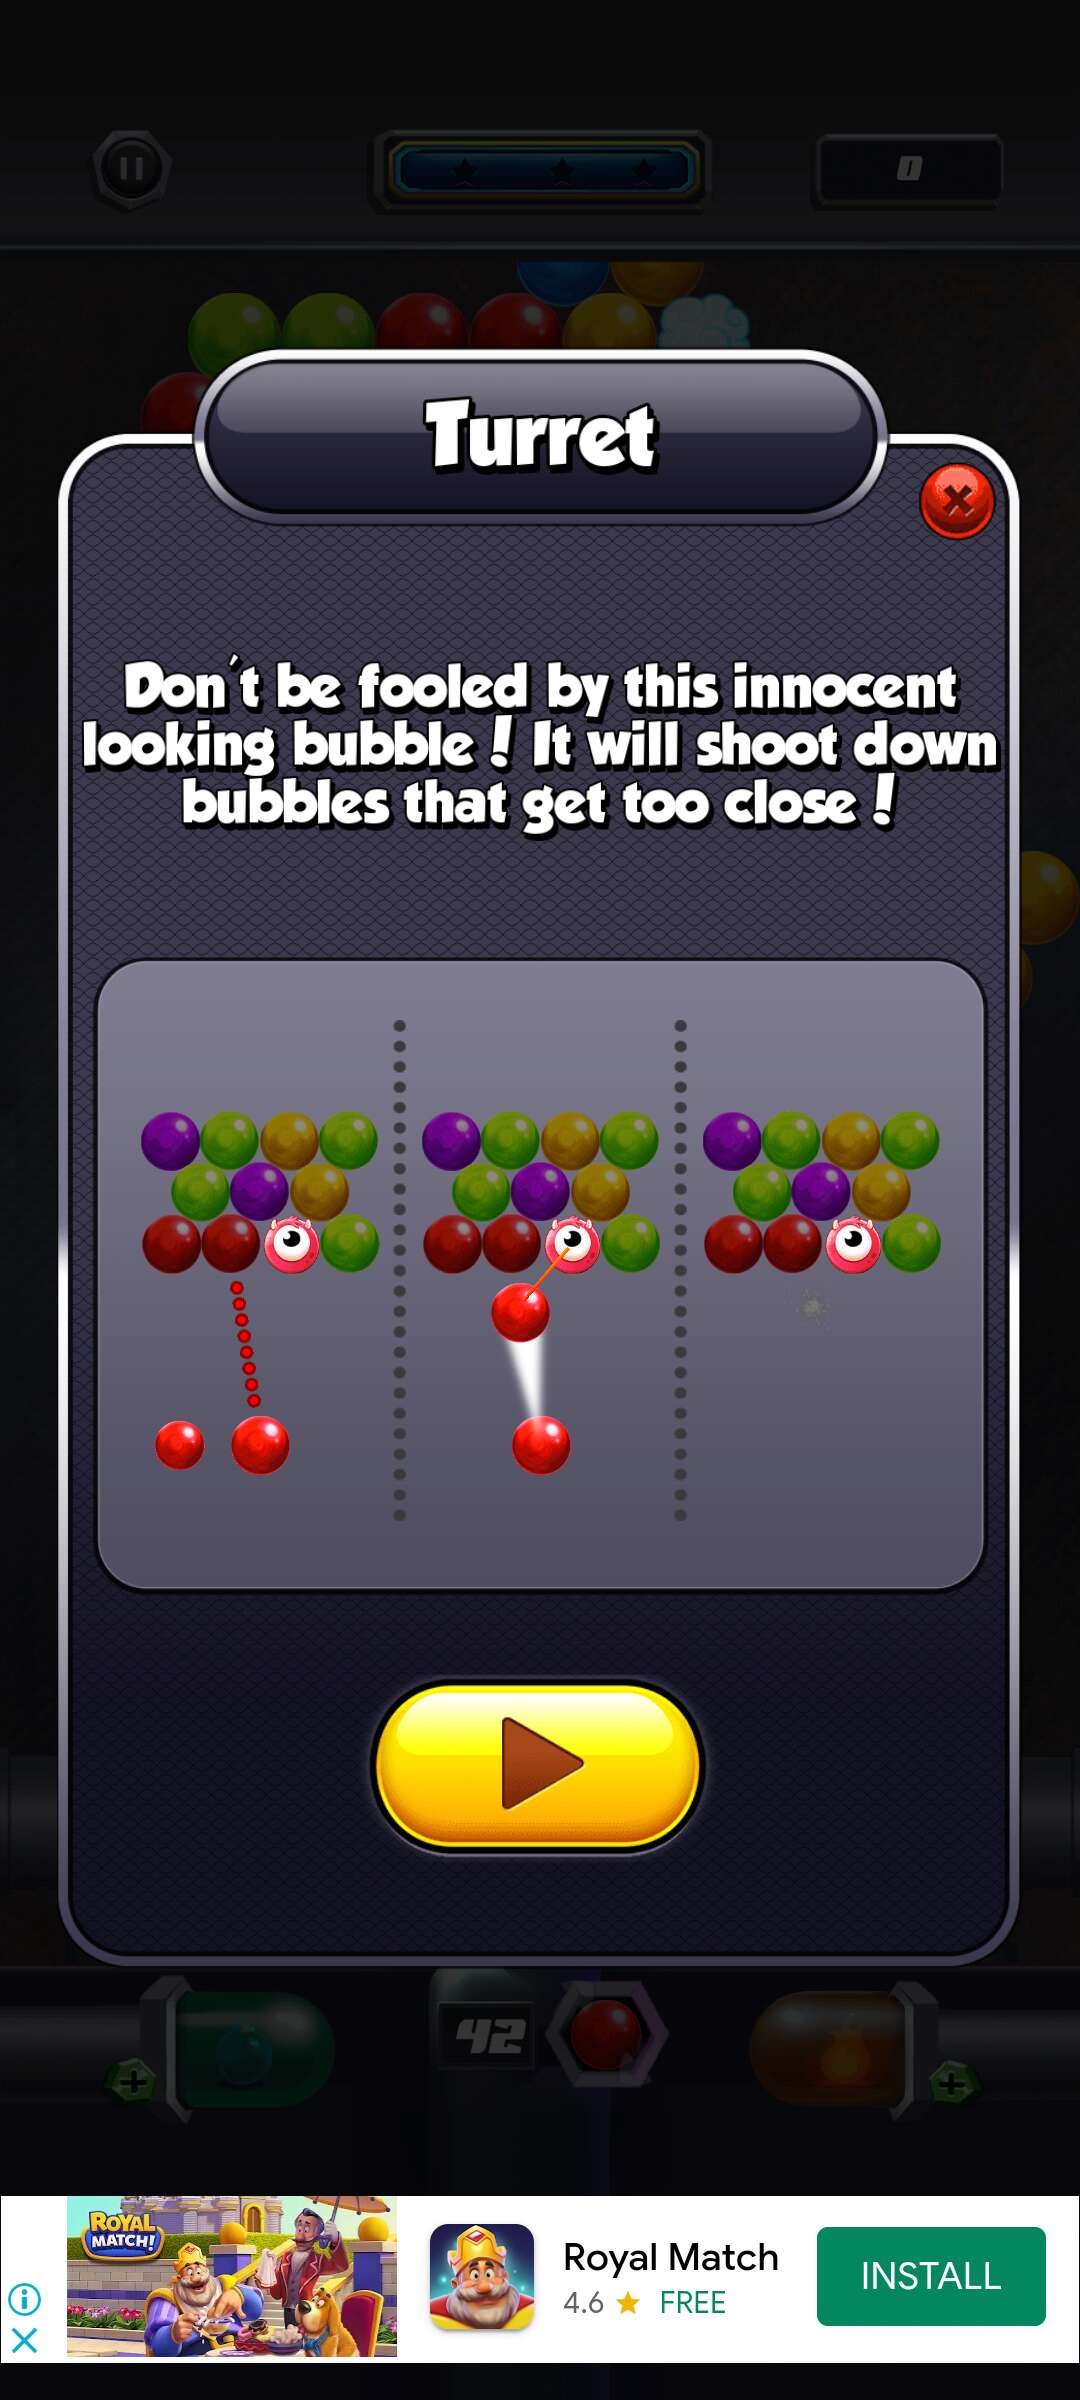 0
Turret
Don't be fooled by this innocent
looking bubble! It will shoot down
bubbles that get too close!
42
ROYAL
MATCH!
Royal Match
4.6 FREE
INSTALL